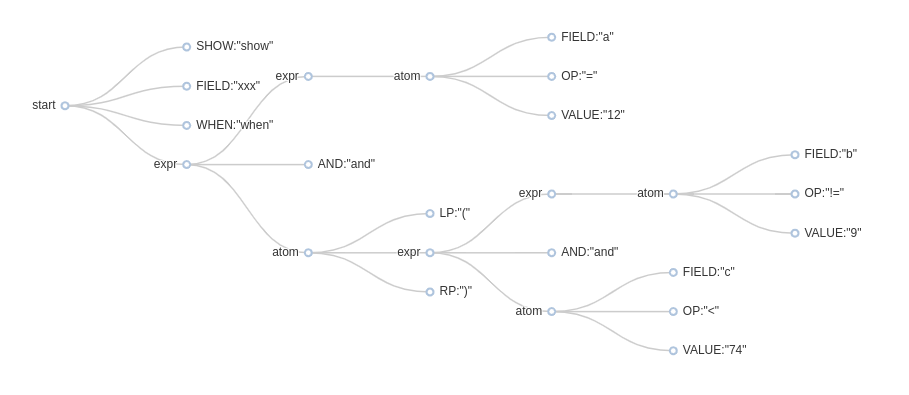 start
SHOW:"show"
FIELD:"xxx"
WHEN:"when"
expr
expr
atom
FIELD:"a"
OP:"="
VALUE:"12"
AND:"and"
atom
LP:"("
expr
expr
atom
FIELD:"b"
OP:"!="
VALUE:"9"
AND:"and"
atom
FIELD:"c"
OP:"<"
VALUE:"74"
RP:")"